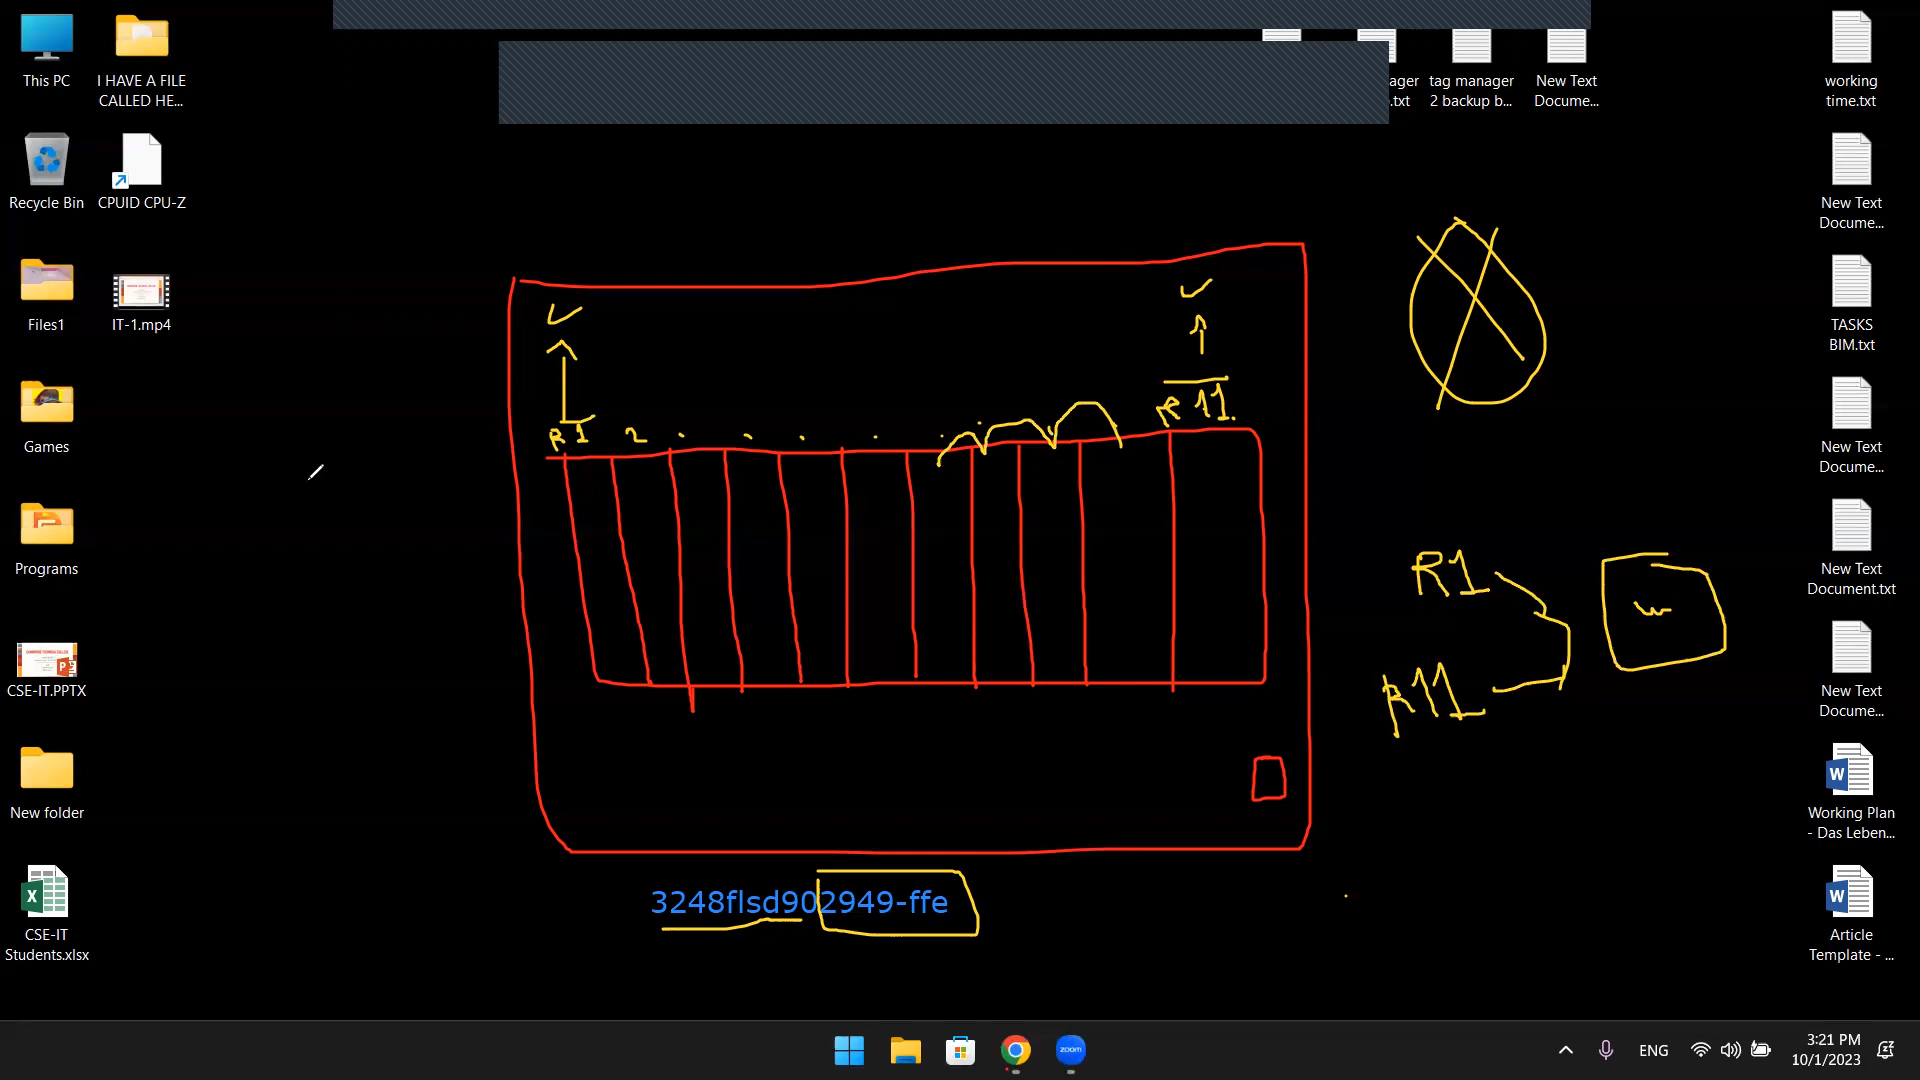 This PC
I HAVE A FILE
CALLED HE...
Recycle Bin
CPUID CPU-Z
Files1
IT-1.mp4
Games
Programs
CSE-IT.PPTX
New folder
CSE-IT
Students.xlsx
ager
.txt
tag manager
2 backup b...
New Text
Docume...
working
time.txt
New Text
Docume...
TASKS
BIM.txt
New Text
Docume...
New Text
Document.txt
New Text
Docume...
Working Plan
- Das Leben...
Article
Template - ...
R1 2 . . . . . . R 11.
R1
R11
3248flsd902949-ffe
zoom
ENG
3:21 PM
10/1/2023